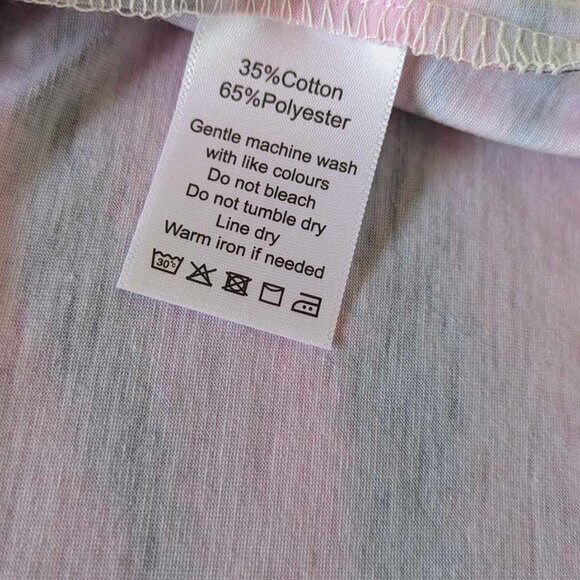 35%Cotton
65%Polyester
Gentle machine wash
with like colours
Do not bleach
Do not tumble dry
Line dry
Warm iron if needed
30°c